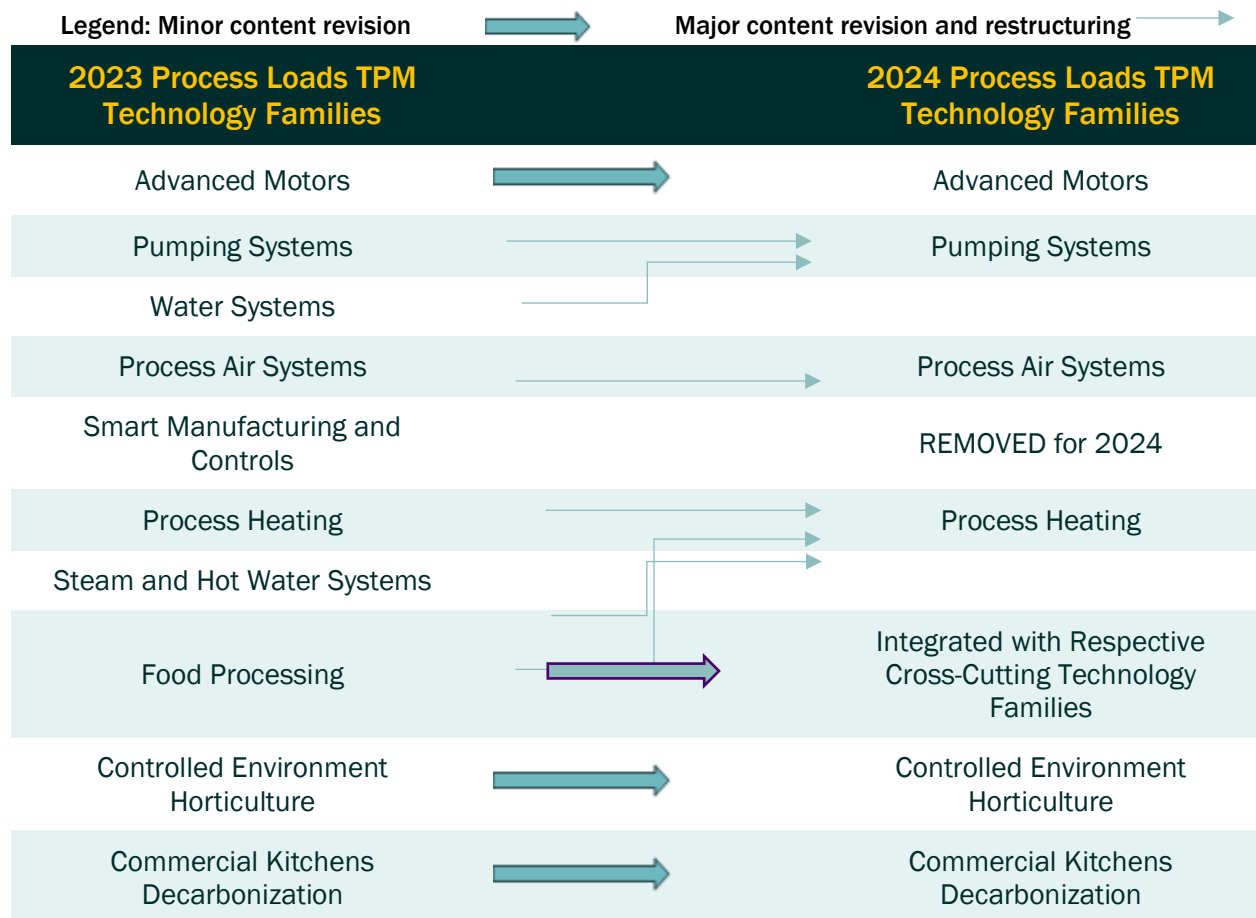 Legend: Minor content revision
Major content revision and restructuring
2023 Process Loads TPM
Technology Families
2024 Process Loads TPM
Technology Families
Advanced Motors
Advanced Motors
Pumping Systems
Pumping Systems
Water Systems
Process Air Systems
Process Air Systems
Smart Manufacturing and
Controls
REMOVED for 2024
Process Heating
Process Heating
Steam and Hot Water Systems
Food Processing
Integrated with Respective
Cross-Cutting Technology
Families
Controlled Environment
Horticulture
Controlled Environment
Horticulture
Commercial Kitchens
Decarbonization
Commercial Kitchens
Decarbonization